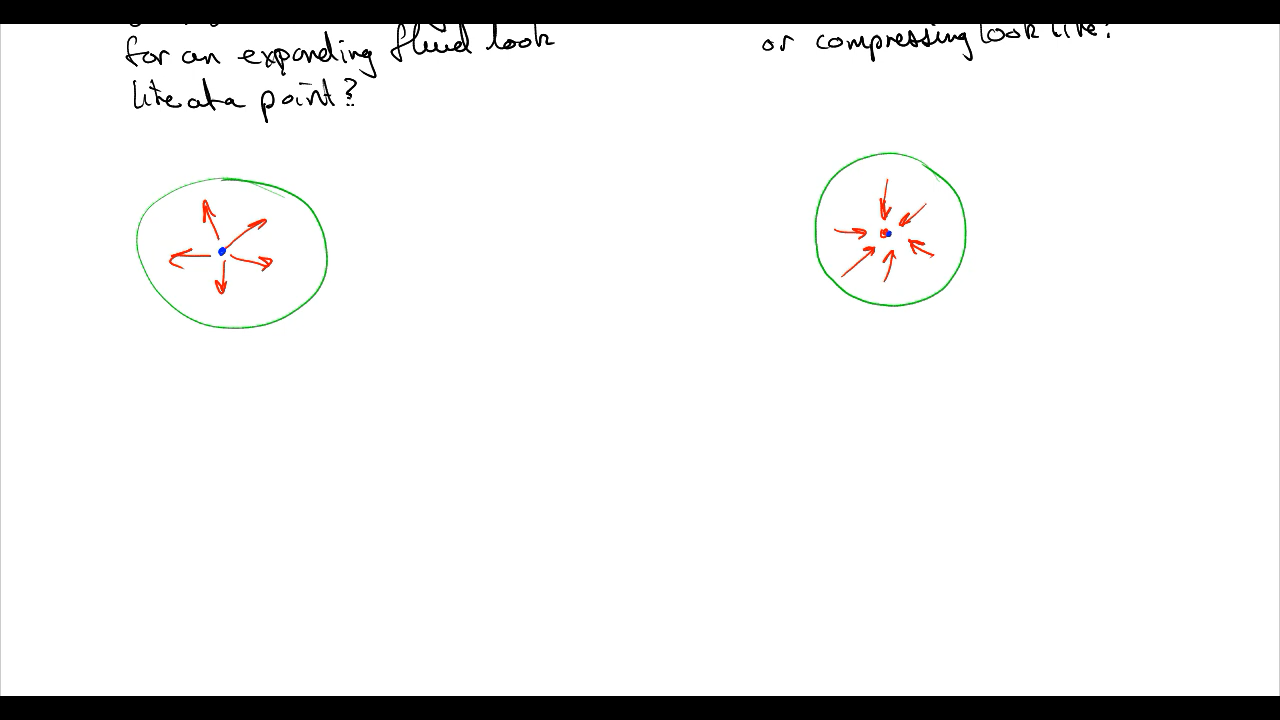 for an expanding fluid look
like at a point?
or compressing look like?